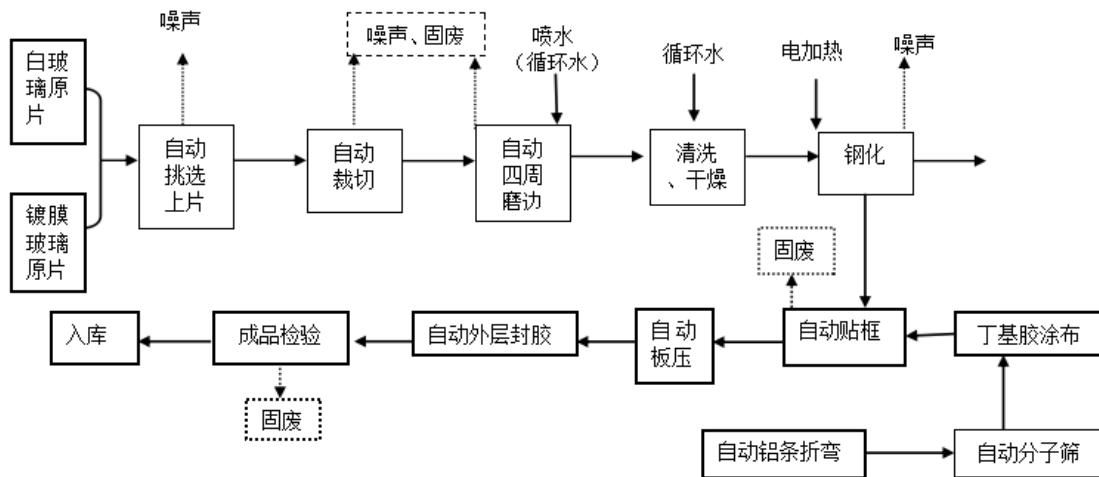 噪声
噪声、固废
喷水
（循环水）
循环水
电加热
噪声
白玻
璃原
片
镀膜
玻璃
原片
自动
挑选
上片
自动
裁切
自动
四周
磨边
清洗
、干燥
钢化
固废
入库
成品检验
自动外层封胶
自动
板压
自动贴框
丁基胶涂布
固废
自动铝条折弯
自动分子筛